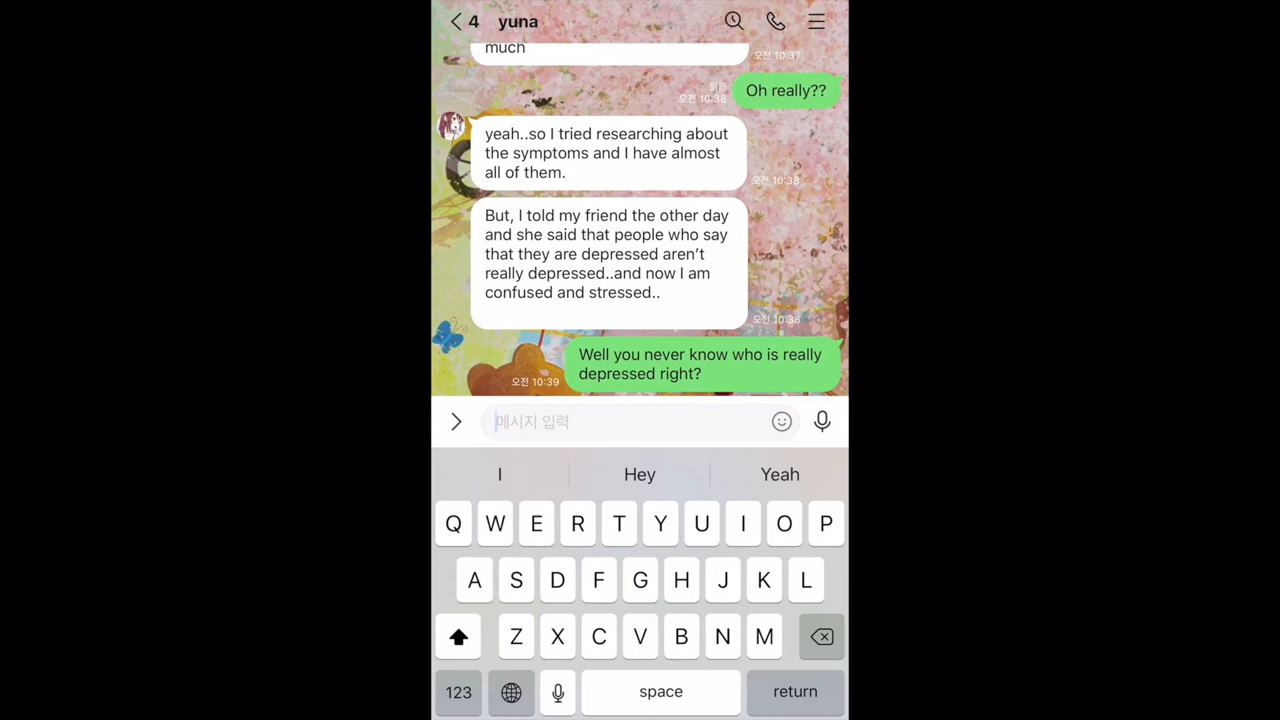 4 yuna
much
오전 10:37
Oh really??
읽음
오전 10:38
yeah..so I tried researching about
the symptoms and I have almost
all of them.
오전 10:38
But, I told my friend the other day
and she said that people who say
that they are depressed aren't
really depressed..and now I am
confused and stressed..
오전 10:38
Well you never know who is really
depressed right?
오전 10:39
메시지 입력
I Hey Yeah
Q W E R T Y U I O P
A S D F G H J K L
Z X C V B N M
123 space return